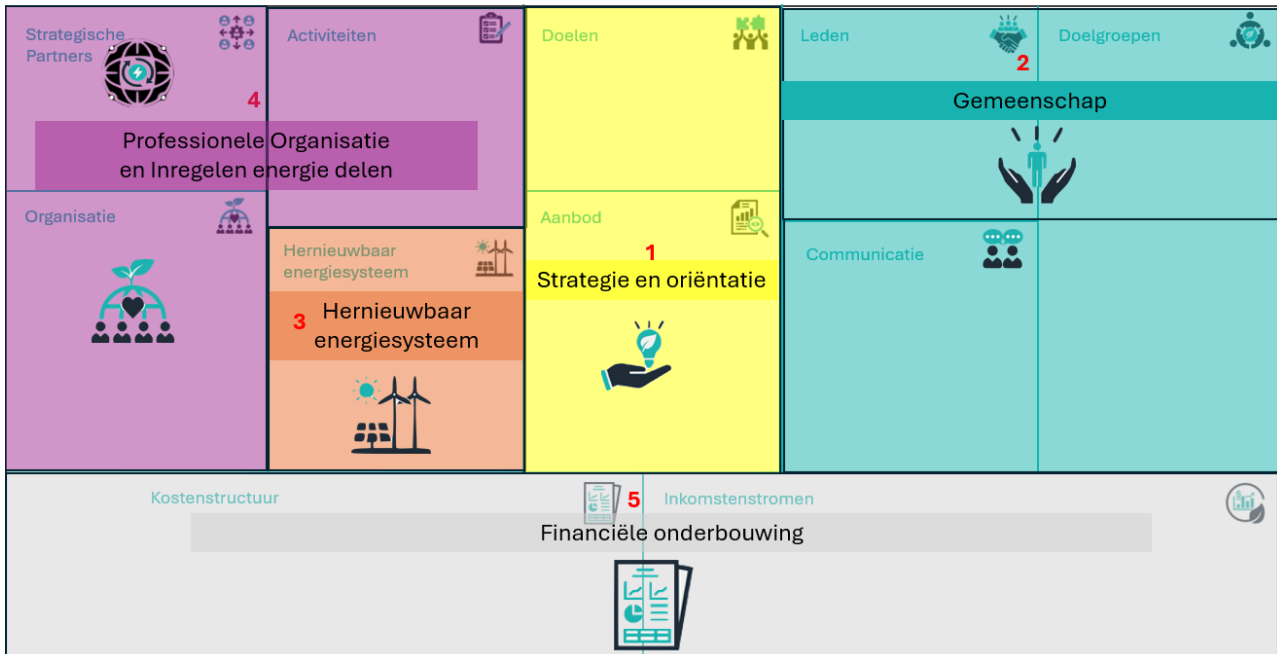 Strategische
Partners
Activiteiten
Doelen
Leden
Doelgroepen
2
4
Gemeenschap
Professionele Organisatie
en Inregelen energie delen
Organisatie
Aanbod
Hernieuwbaar
energiesysteem
1
Communicatie
Strategie en oriëntatie
3
Hernieuwbaar
energiesysteem
Kostenstructuur
5
Inkomstenstromen
Financiële onderbouwing